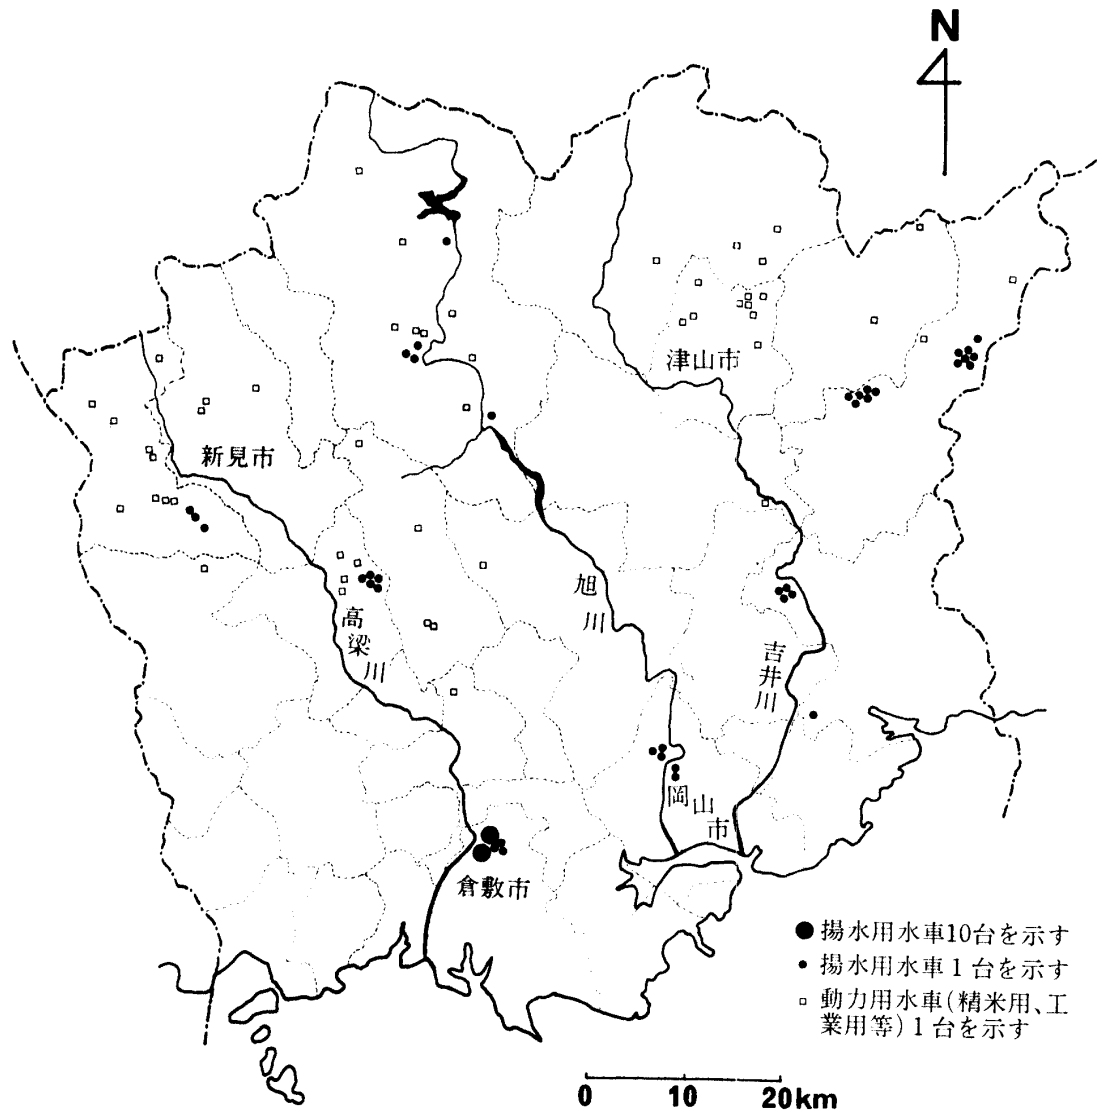 N
津山市
新見市
旭川
高梁川
吉井川
岡山市
倉敷市
揚水用水車10台を示す
揚水用水車1台を示す
動力用水車(精米用、工
業用等)1台を示す
0 10 20km